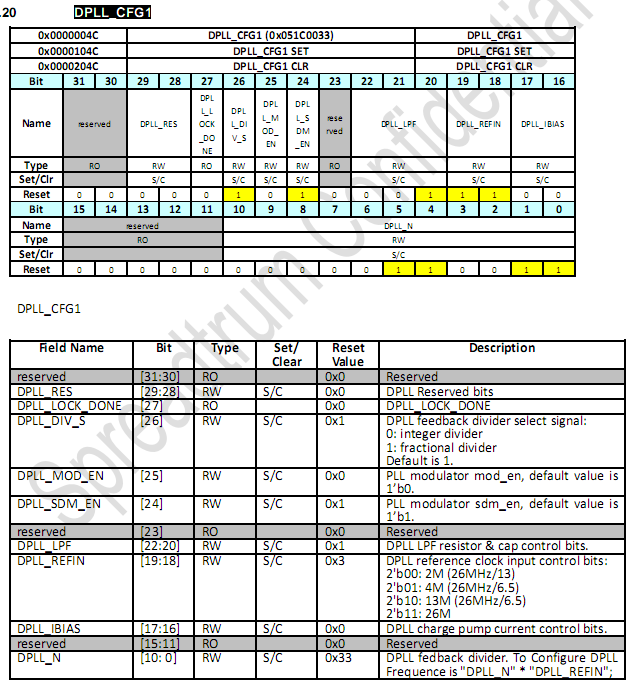 .20 DPLL_CFG1
0x0000004C DPLL_CFG1 (0x051C0033) DPLL_CFG1
0x0000104C DPLL_CFG1 SET DPLL_CFG1 SET
0x0000204C DPLL_CFG1 CLR DPLL_CFG1 CLR
Bit 31 30 29 28 27 26 25 24 23 22 21 20 19 18 17 16
Name reserved DPLL_RES DPLL_LOCK_DONE DPLL_DIV_S DPLL_MOD_EN DPLL_SDM_EN reserved DPLL_LPF DPLL_REFIN DPLL_IBIAS
Type RO RW RO RW RW RW RO RW RW RW
Set/Clr S/C S/C S/C S/C S/C S/C S/C
Reset 0 0 0 0 0 1 0 1 0 0 0 1 1 1 0 0
Bit 15 14 13 12 11 10 9 8 7 6 5 4 3 2 1 0
Name reserved DPLL_N
Type RO RW
Set/Clr S/C
Reset 0 0 0 0 0 0 0 0 0 0 1 1 0 0 1 1
DPLL_CFG1
Field Name Bit Type Set/ Reset Description
Clear Value
reserved [31:30] RO 0x0 Reserved
DPLL_RES [29:28] RW S/C 0x0 DPLL Reserved bits
DPLL_LOCK_DONE [27] RO 0x0 DPLL_LOCK_DONE
DPLL_DIV_S [26] RW S/C 0x1 DPLL feedback divider select signal:
0: integer divider
1: fractional divider
Default is 1.
DPLL_MOD_EN [25] RW S/C 0x0 PLL modulator mod_en, default value is
1'b0.
DPLL_SDM_EN [24] RW S/C 0x1 PLL modulator sdm_en, default value is
1'b1.
reserved [23] RO 0x0 Reserved
DPLL_LPF [22:20] RW S/C 0x1 DPLL LPF resistor & cap control bits.
DPLL_REFIN [19:18] RW S/C 0x3 DPLL reference clock input control bits:
2'b00: 2M (26MHz/13)
2'b01: 4M (26MHz/6.5)
2'b10: 13M (26MHz/6.5)
2'b11: 26M
DPLL_IBIAS [17:16] RW S/C 0x0 DPLL charge pump current control bits.
reserved [15:11] RO 0x0 Reserved
DPLL_N [10: 0] RW S/C 0x33 DPLL fedback divider. To Configure DPLL
Frequence is "DPLL_N" * "DPLL_REFIN";
Spreadtrum Confidential